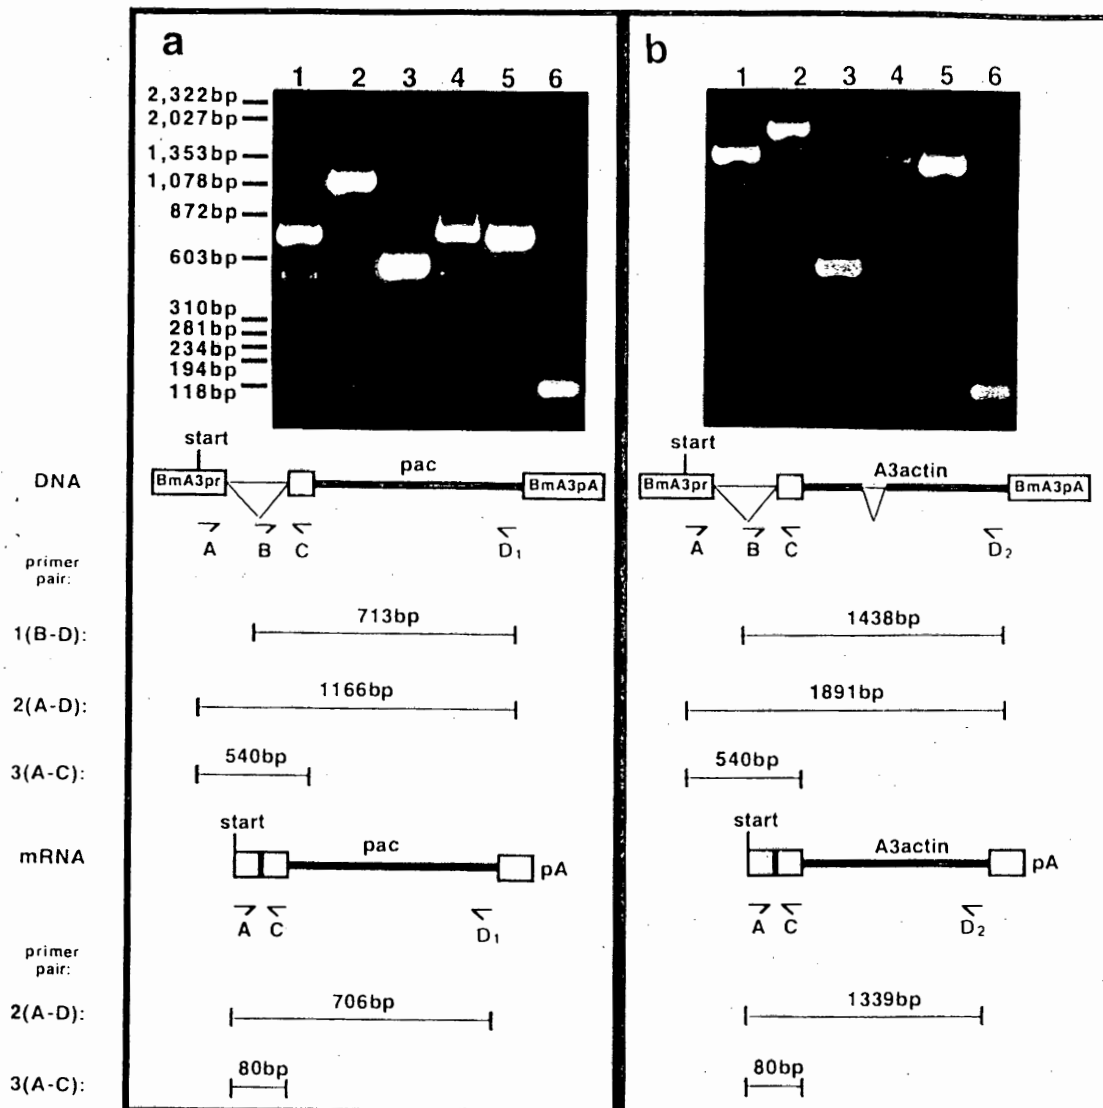 a
1 2 3 4 5 6
2,322bp
2,027bp
1,353bp
1,078bp
872bp
603bp
310bp
281bp
234bp
194bp
118bp
start
DNA
BmA3pr
pac
BmA3pA
A B C D1
primer
pair:
1(B-D):
713bp
2(A-D):
1166bp
3(A-C):
540bp
start
mRNA
pac
pA
A C D1
primer
pair:
2(A-D):
706bp
3(A-C):
80bp
b
1 2 3 4 5 6
start
BmA3pr
A3actin
BmA3pA
A B C D2
1438bp
1891bp
540bp
start
A3actin
pA
A C D2
1339bp
80bp